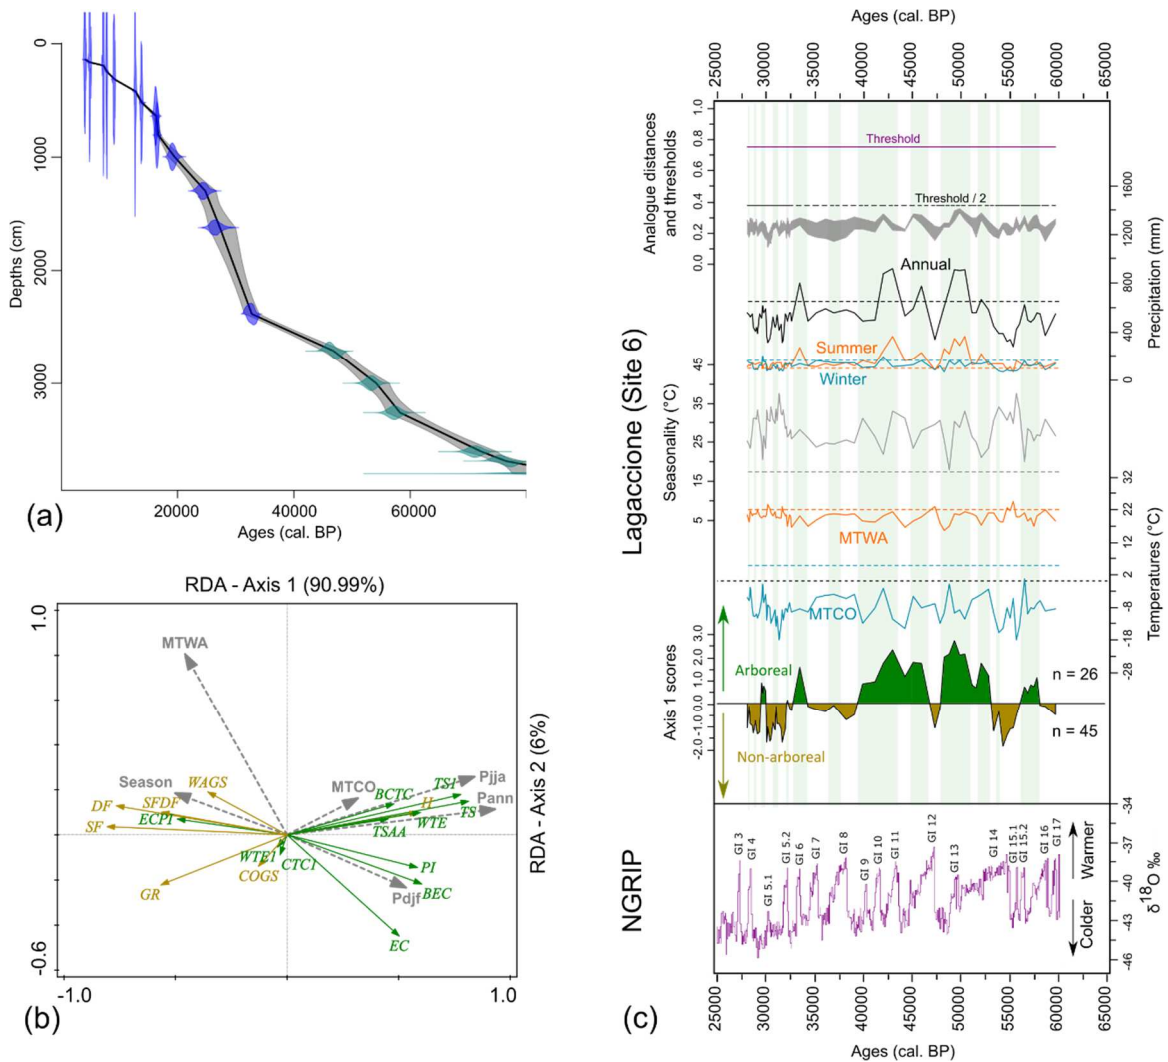 (a)
Depths (cm)
0
1000
2000
3000
20000 40000 60000
Ages (cal. BP)
(b)
RDA - Axis 1 (90.99%)
RDA - Axis 2 (6%)
1.0
-0.6
-1.0 1.0
MTWA
Season
WAGS
DF
SFDF
ECPI
SF
GR
WTE1
COGS
CTC1
MTCO
BCTC
TS1
H
Pjja
Pann
TS
WTE
TSAA
PI
BEC
Pdjf
EC
(c)
Ages (cal. BP)
25000 30000 35000 40000 45000 50000 55000 60000 65000
Lagaccione (Site 6)
Analogue distances
and thresholds
1.0
0.8
0.6
0.4
0.2
0.0
Threshold
Threshold / 2
Precipitation (mm)
1600
1200
800
400
0
Annual
Summer
Winter
Seasonality (°C)
45
35
25
15
5
Temperatures (°C)
32
22
12
2
-8
-18
-28
MTWA
MTCO
Axis 1 scores
3.0
2.0
1.0
0.0
-1.0
-2.0
Arboreal
Non-arboreal
n = 26
n = 45
NGRIP
GI 3
GI 4
GI 5.1
GI 5.2
GI 6
GI 7
GI 8
GI 9
GI 10
GI 11
GI 12
GI 13
GI 14
GI 15.1
GI 15.2
GI 16
GI 17
Warmer
Colder
δ18O ‰
-34
-37
-40
-43
-46
25000 30000 35000 40000 45000 50000 55000 60000 65000
Ages (cal. BP)